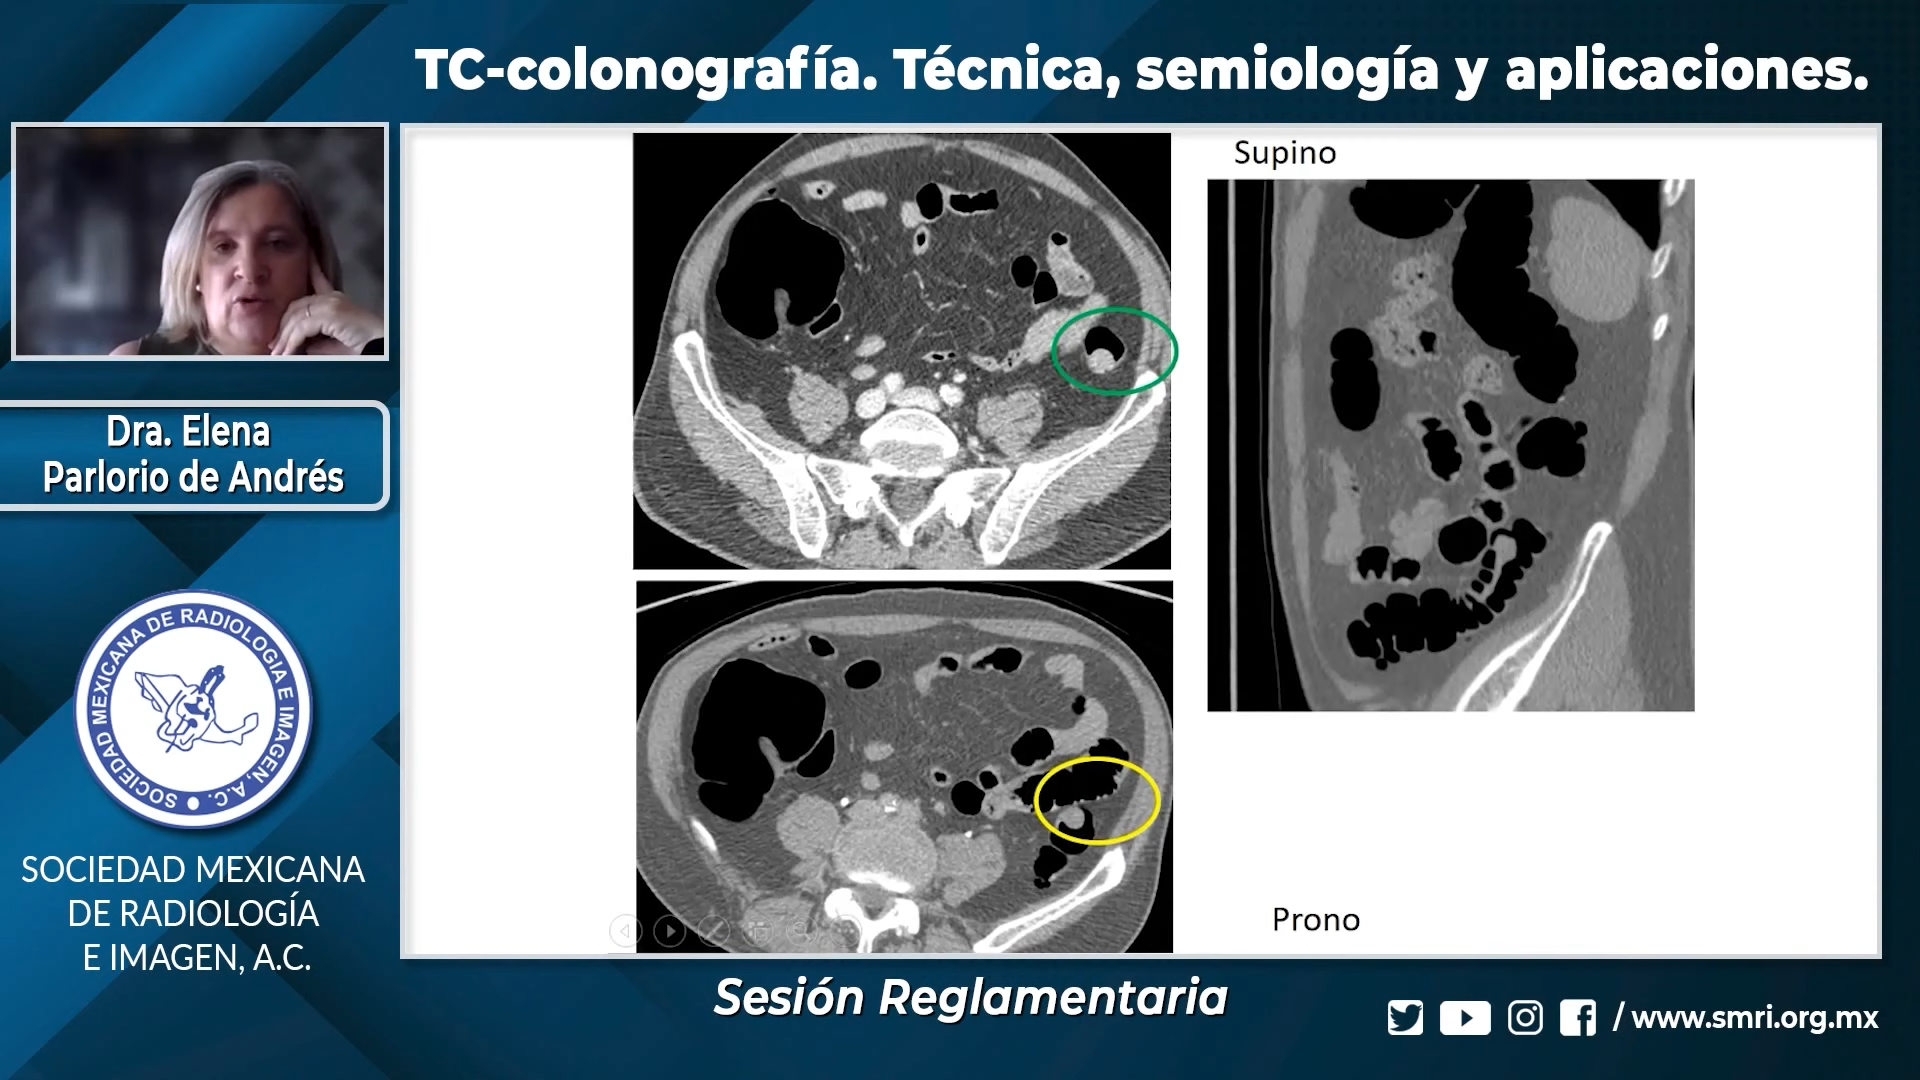 TC-colonografía. Técnica, semiología y aplicaciones.
Supino
Dra. Elena
Parlorio de Andrés
SOCIEDAD MEXICANA DE RADIOLOGIA E IMAGEN, A.C.
SOCIEDAD MEXICANA
DE RADIOLOGÍA
E IMAGEN, A.C.
Prono
Sesión Reglamentaria
/ www.smri.org.mx